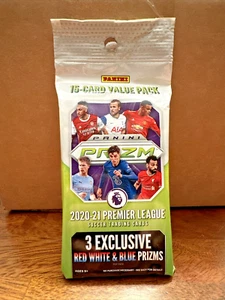 PANINI
15-CARD VALUE PACK
PANINI
PRIZM
2020-21 PREMIER LEAGUE
SOCCER TRADING CARDS
3 EXCLUSIVE
RED WHITE & BLUE PRIZMS